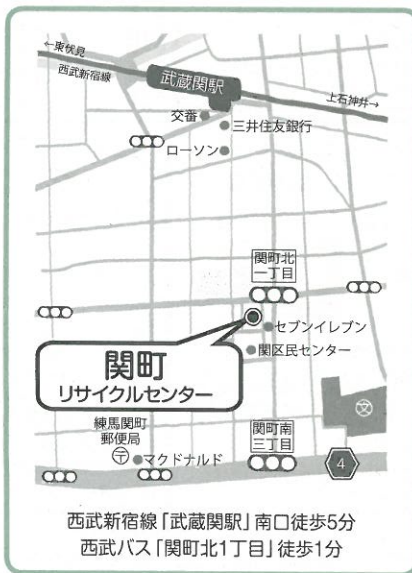 ←東伏見
西武新宿線
武蔵関駅
上石神井→
交番
三井住友銀行
ローソン
関町北
一丁目
セブンイレブン
関区民センター
関町
リサイクルセンター
練馬関町
郵便局
〒
マクドナルド
関町南
三丁目
文
4
西武新宿線「武蔵関駅」南口徒歩5分
西武バス「関町北1丁目」徒歩1分